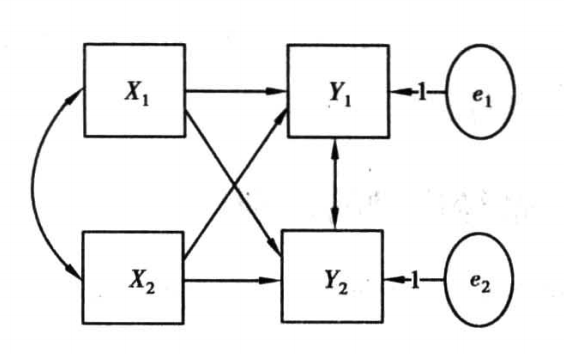 X₁ Y₁ 1 e₁
X₂ Y₂ 1 e₂